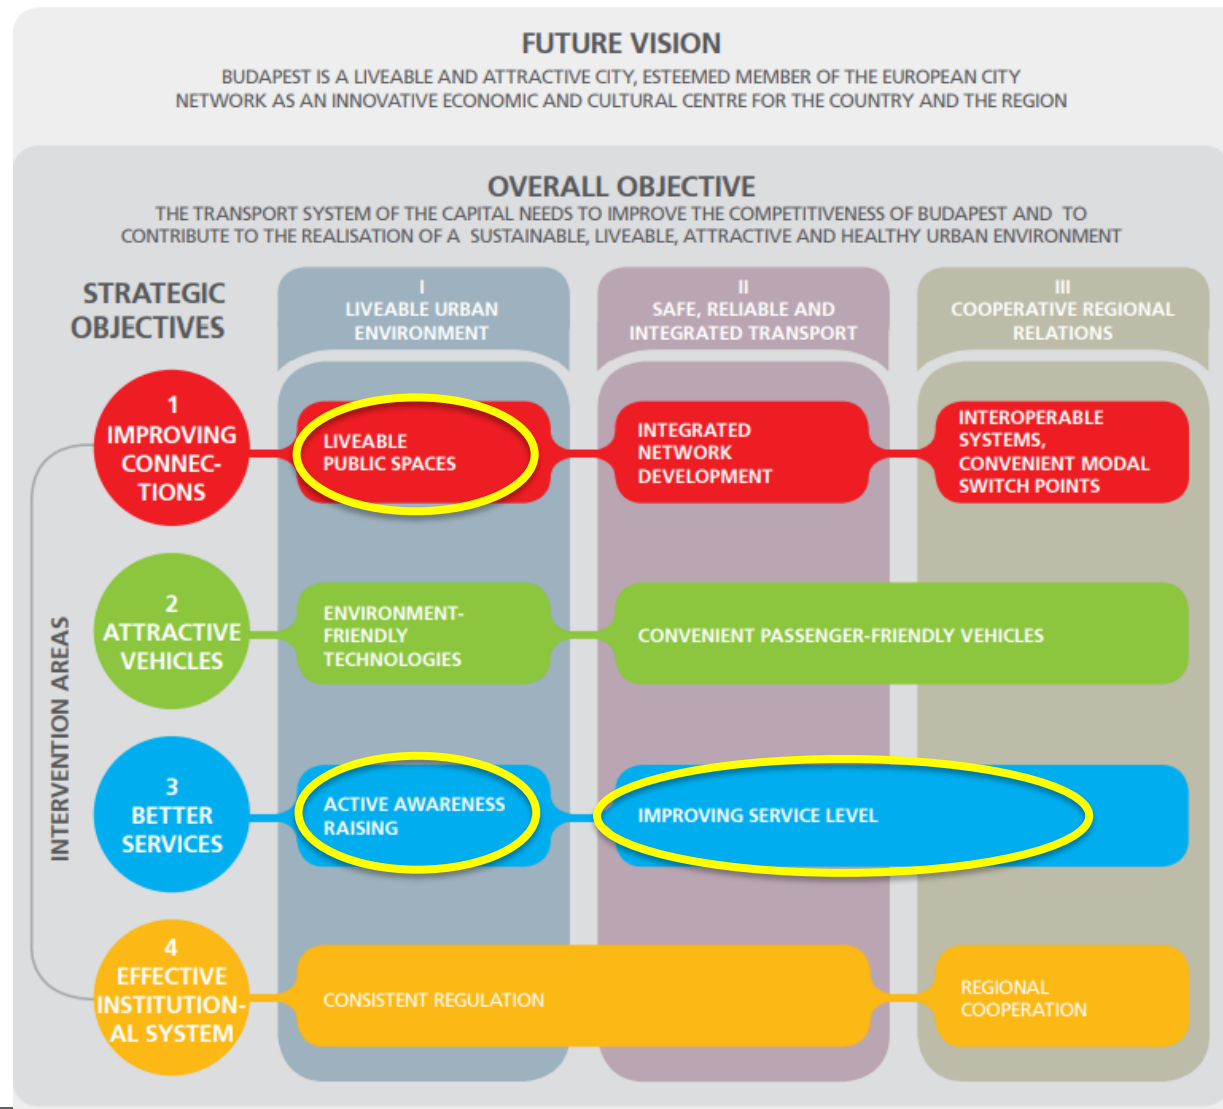 FUTURE VISION
BUDAPEST IS A LIVEABLE AND ATTRACTIVE CITY, ESTEEMED MEMBER OF THE EUROPEAN CITY
NETWORK AS AN INNOVATIVE ECONOMIC AND CULTURAL CENTRE FOR THE COUNTRY AND THE REGION
OVERALL OBJECTIVE
THE TRANSPORT SYSTEM OF THE CAPITAL NEEDS TO IMPROVE THE COMPETITIVENESS OF BUDAPEST AND TO
CONTRIBUTE TO THE REALISATION OF A SUSTAINABLE, LIVEABLE, ATTRACTIVE AND HEALTHY URBAN ENVIRONMENT
STRATEGIC
OBJECTIVES
I
LIVEABLE URBAN
ENVIRONMENT
II
SAFE, RELIABLE AND
INTEGRATED TRANSPORT
III
COOPERATIVE REGIONAL
RELATIONS
INTERVENTION AREAS
1
IMPROVING
CONNEC-
TIONS
LIVEABLE
PUBLIC SPACES
INTEGRATED
NETWORK
DEVELOPMENT
INTEROPERABLE
SYSTEMS,
CONVENIENT MODAL
SWITCH POINTS
2
ATTRACTIVE
VEHICLES
ENVIRONMENT-
FRIENDLY
TECHNOLOGIES
CONVENIENT PASSENGER-FRIENDLY VEHICLES
3
BETTER
SERVICES
ACTIVE AWARENESS
RAISING
IMPROVING SERVICE LEVEL
4
EFFECTIVE
INSTITUTION-
AL SYSTEM
CONSISTENT REGULATION
REGIONAL
COOPERATION